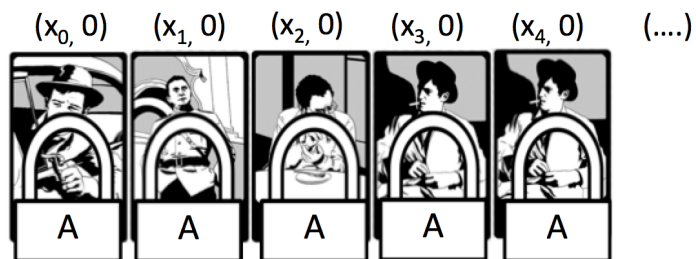 (x₀, 0) (x₁, 0) (x₂, 0) (x₃, 0) (x₄, 0) (....)
A A A A A